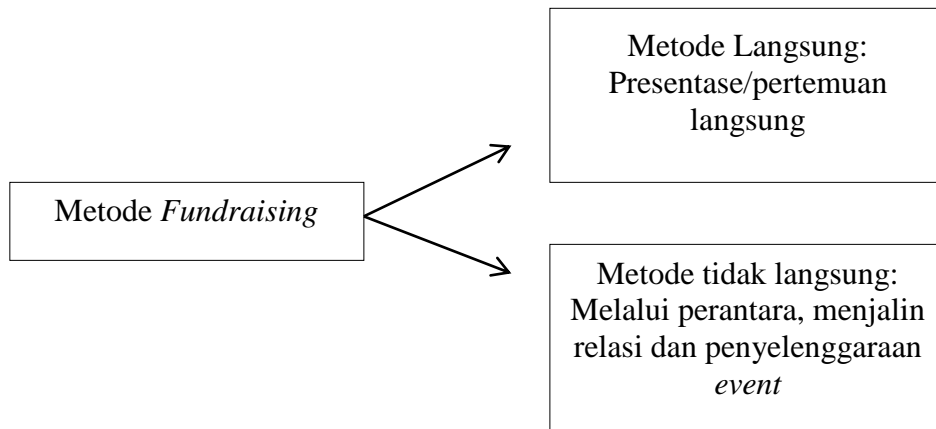 Metode Langsung:
Presentase/pertemuan
langsung
Metode Fundraising
Metode tidak langsung:
Melalui perantara, menjalin
relasi dan penyelenggaraan
event